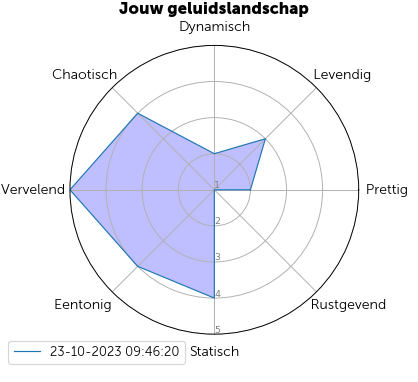 Jouw geluidslandschap
Dynamisch
Chaotisch
Levendig
Vervelend
1
Prettig
2
3
Eentonig
4
Rustgevend
5
23-10-2023 09:46:20
Statisch